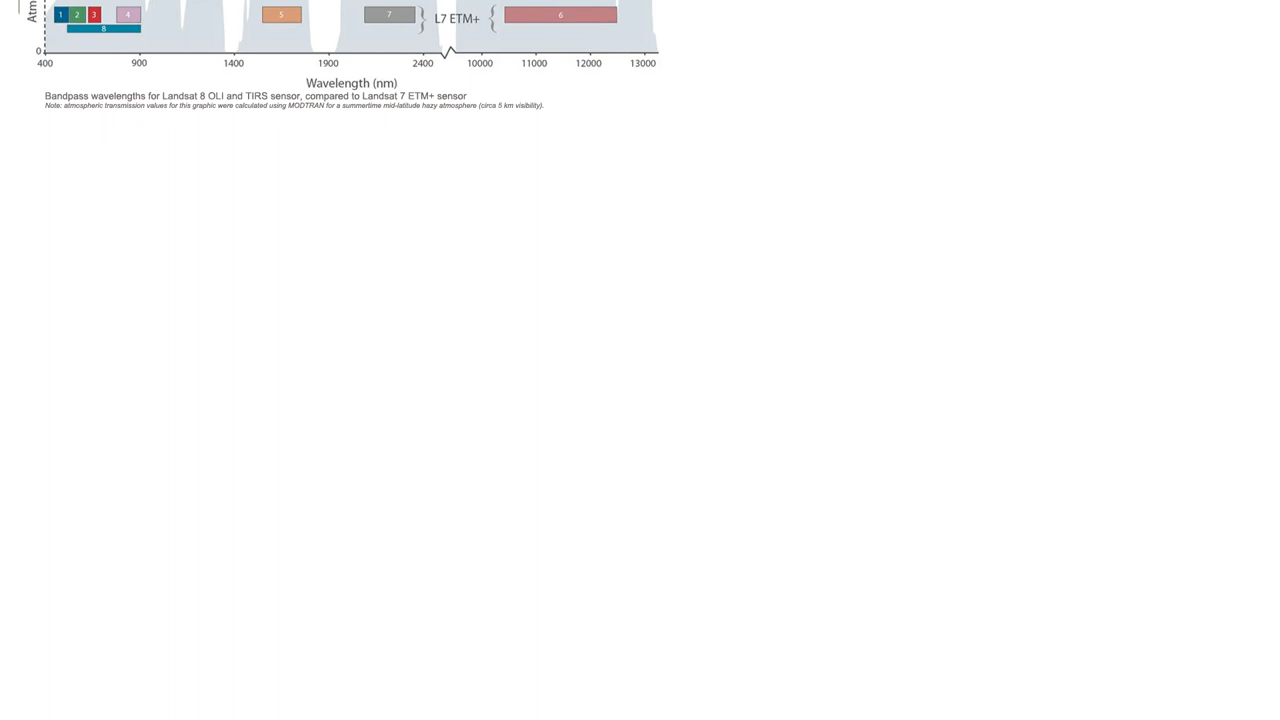 Atm
1 2 3 4 5 7 L7 ETM+ 6
8
0
400 900 1400 1900 2400 10000 11000 12000 13000
Wavelength (nm)
Bandpass wavelengths for Landsat 8 OLI and TIRS sensor, compared to Landsat 7 ETM+ sensor
Note: atmospheric transmission values for this graphic were calculated using MODTRAN for a summertime mid-latitude hazy atmosphere (circa 5 km visibility).